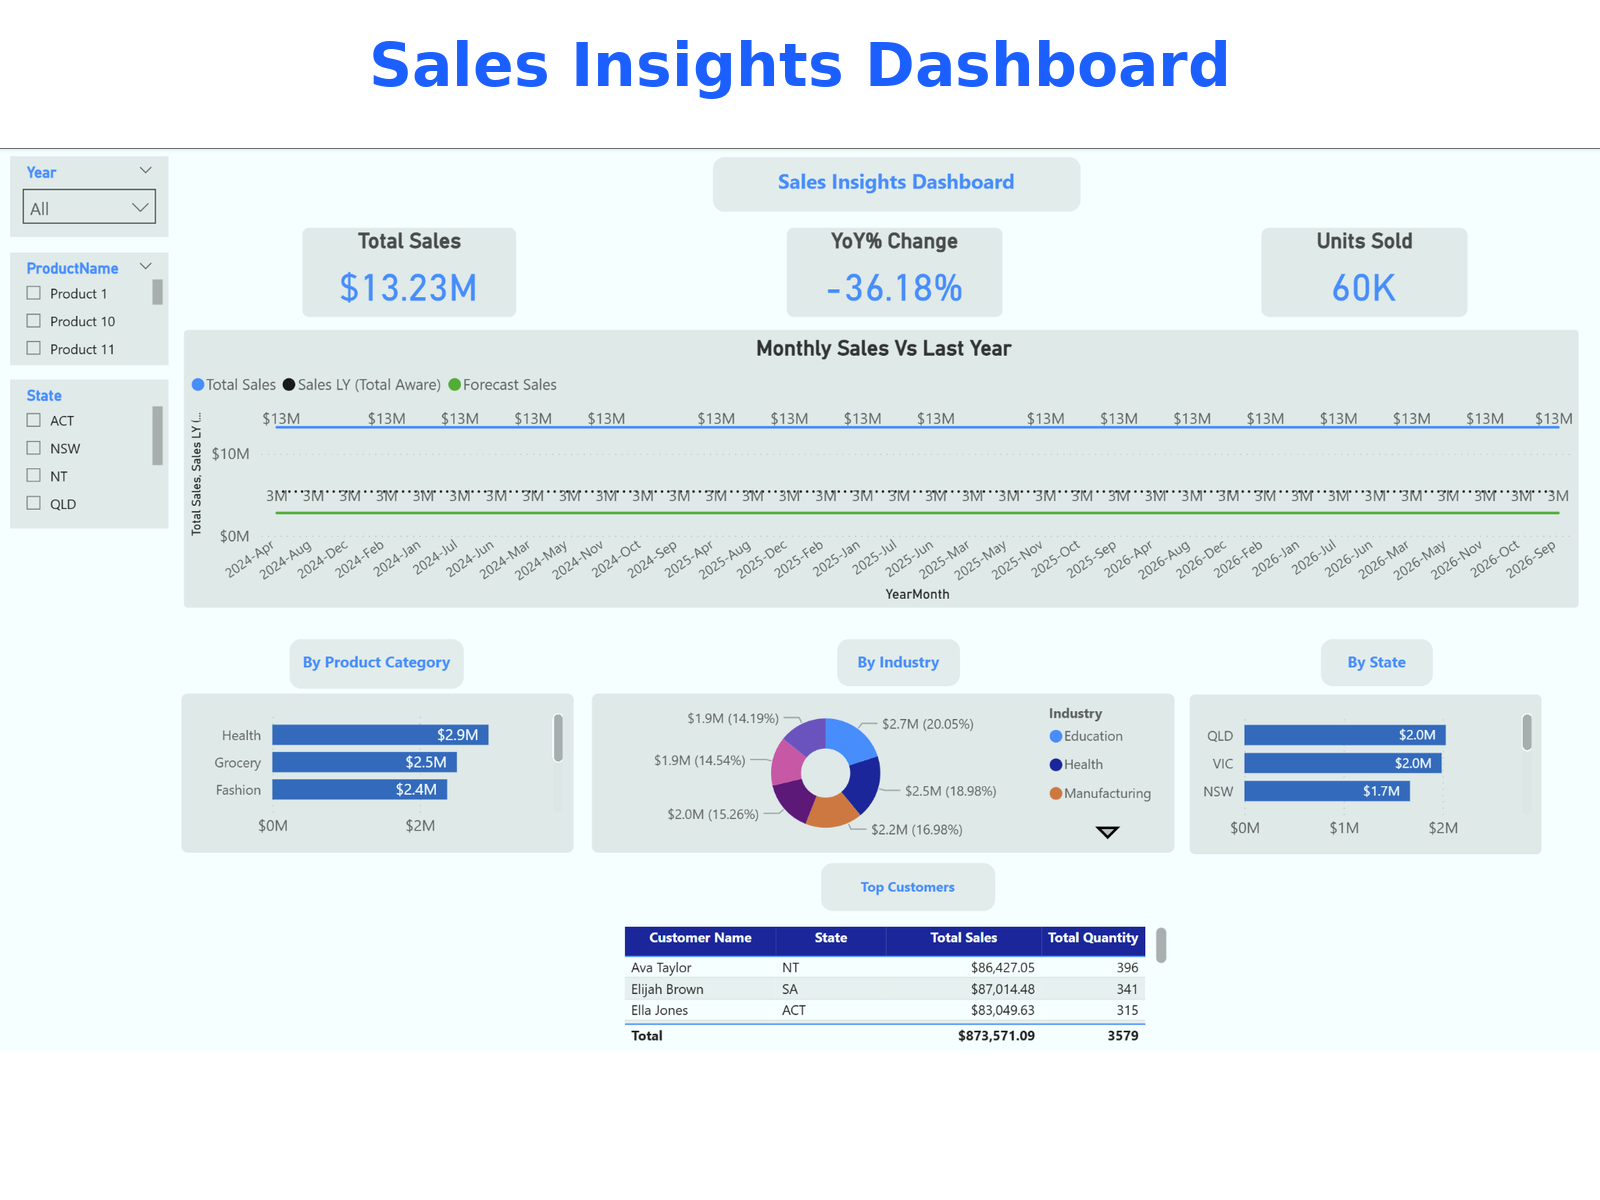 Sales Insights Dashboard
Year
All
ProductName
Product 1
Product 10
Product 11
State
ACT
NSW
NT
QLD
Sales Insights Dashboard
Total Sales
$13.23M
YoY% Change
-36.18%
Units Sold
60K
Monthly Sales Vs Last Year
Total Sales Sales LY (Total Aware) Forecast Sales
Total Sales, Sales LY (...
$13M $13M $13M $13M $13M $13M $13M $13M $13M $13M $13M $13M $13M $13M $13M $13M $13M
$10M
3M 3M 3M 3M 3M 3M 3M 3M 3M 3M 3M 3M 3M 3M 3M 3M 3M 3M 3M 3M 3M 3M 3M 3M 3M 3M 3M 3M 3M 3M 3M 3M 3M 3M 3M 3M
$0M
2024-Apr 2024-Aug 2024-Dec 2024-Feb 2024-Jan 2024-Jul 2024-Jun 2024-Mar 2024-May 2024-Nov 2024-Oct 2024-Sep 2025-Apr 2025-Aug 2025-Dec 2025-Feb 2025-Jan 2025-Jul 2025-Jun 2025-Mar 2025-May 2025-Nov 2025-Oct 2025-Sep 2026-Apr 2026-Aug 2026-Dec 2026-Feb 2026-Jan 2026-Jul 2026-Jun 2026-Mar 2026-May 2026-Nov 2026-Oct 2026-Sep
YearMonth
By Product Category
Health $2.9M
Grocery $2.5M
Fashion $2.4M
$0M $2M
By Industry
$1.9M (14.19%)
$2.7M (20.05%)
$1.9M (14.54%)
$2.5M (18.98%)
$2.0M (15.26%)
$2.2M (16.98%)
Industry
Education
Health
Manufacturing
By State
QLD $2.0M
VIC $2.0M
NSW $1.7M
$0M $1M $2M
Top Customers
Customer Name State Total Sales Total Quantity
Ava Taylor NT $86,427.05 396
Elijah Brown SA $87,014.48 341
Ella Jones ACT $83,049.63 315
Total $873,571.09 3579